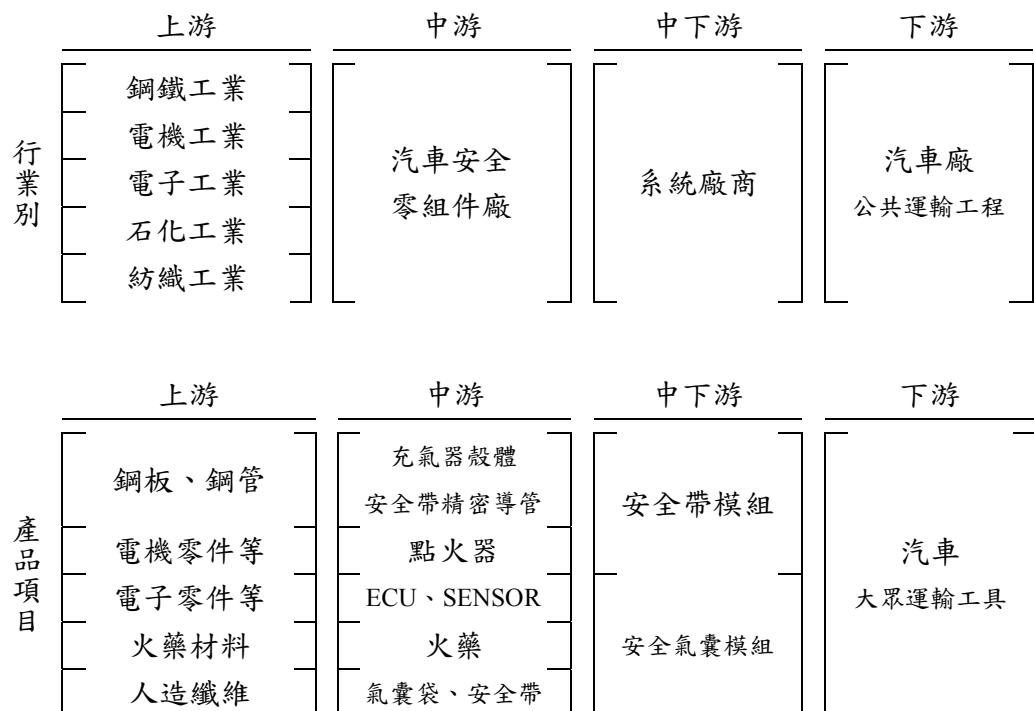 上游 中游 中下游 下游
行業別
鋼鐵工業
電機工業
電子工業
石化工業
紡織工業
汽車安全
零組件廠
系統廠商
汽車廠
公共運輸工程
上游 中游 中下游 下游
產品項目
鋼板、鋼管
電機零件等
電子零件等
火藥材料
人造纖維
充氣器殼體
安全帶精密導管
點火器
ECU、SENSOR
火藥
氣囊袋、安全帶
安全帶模組
安全氣囊模組
汽車
大眾運輸工具